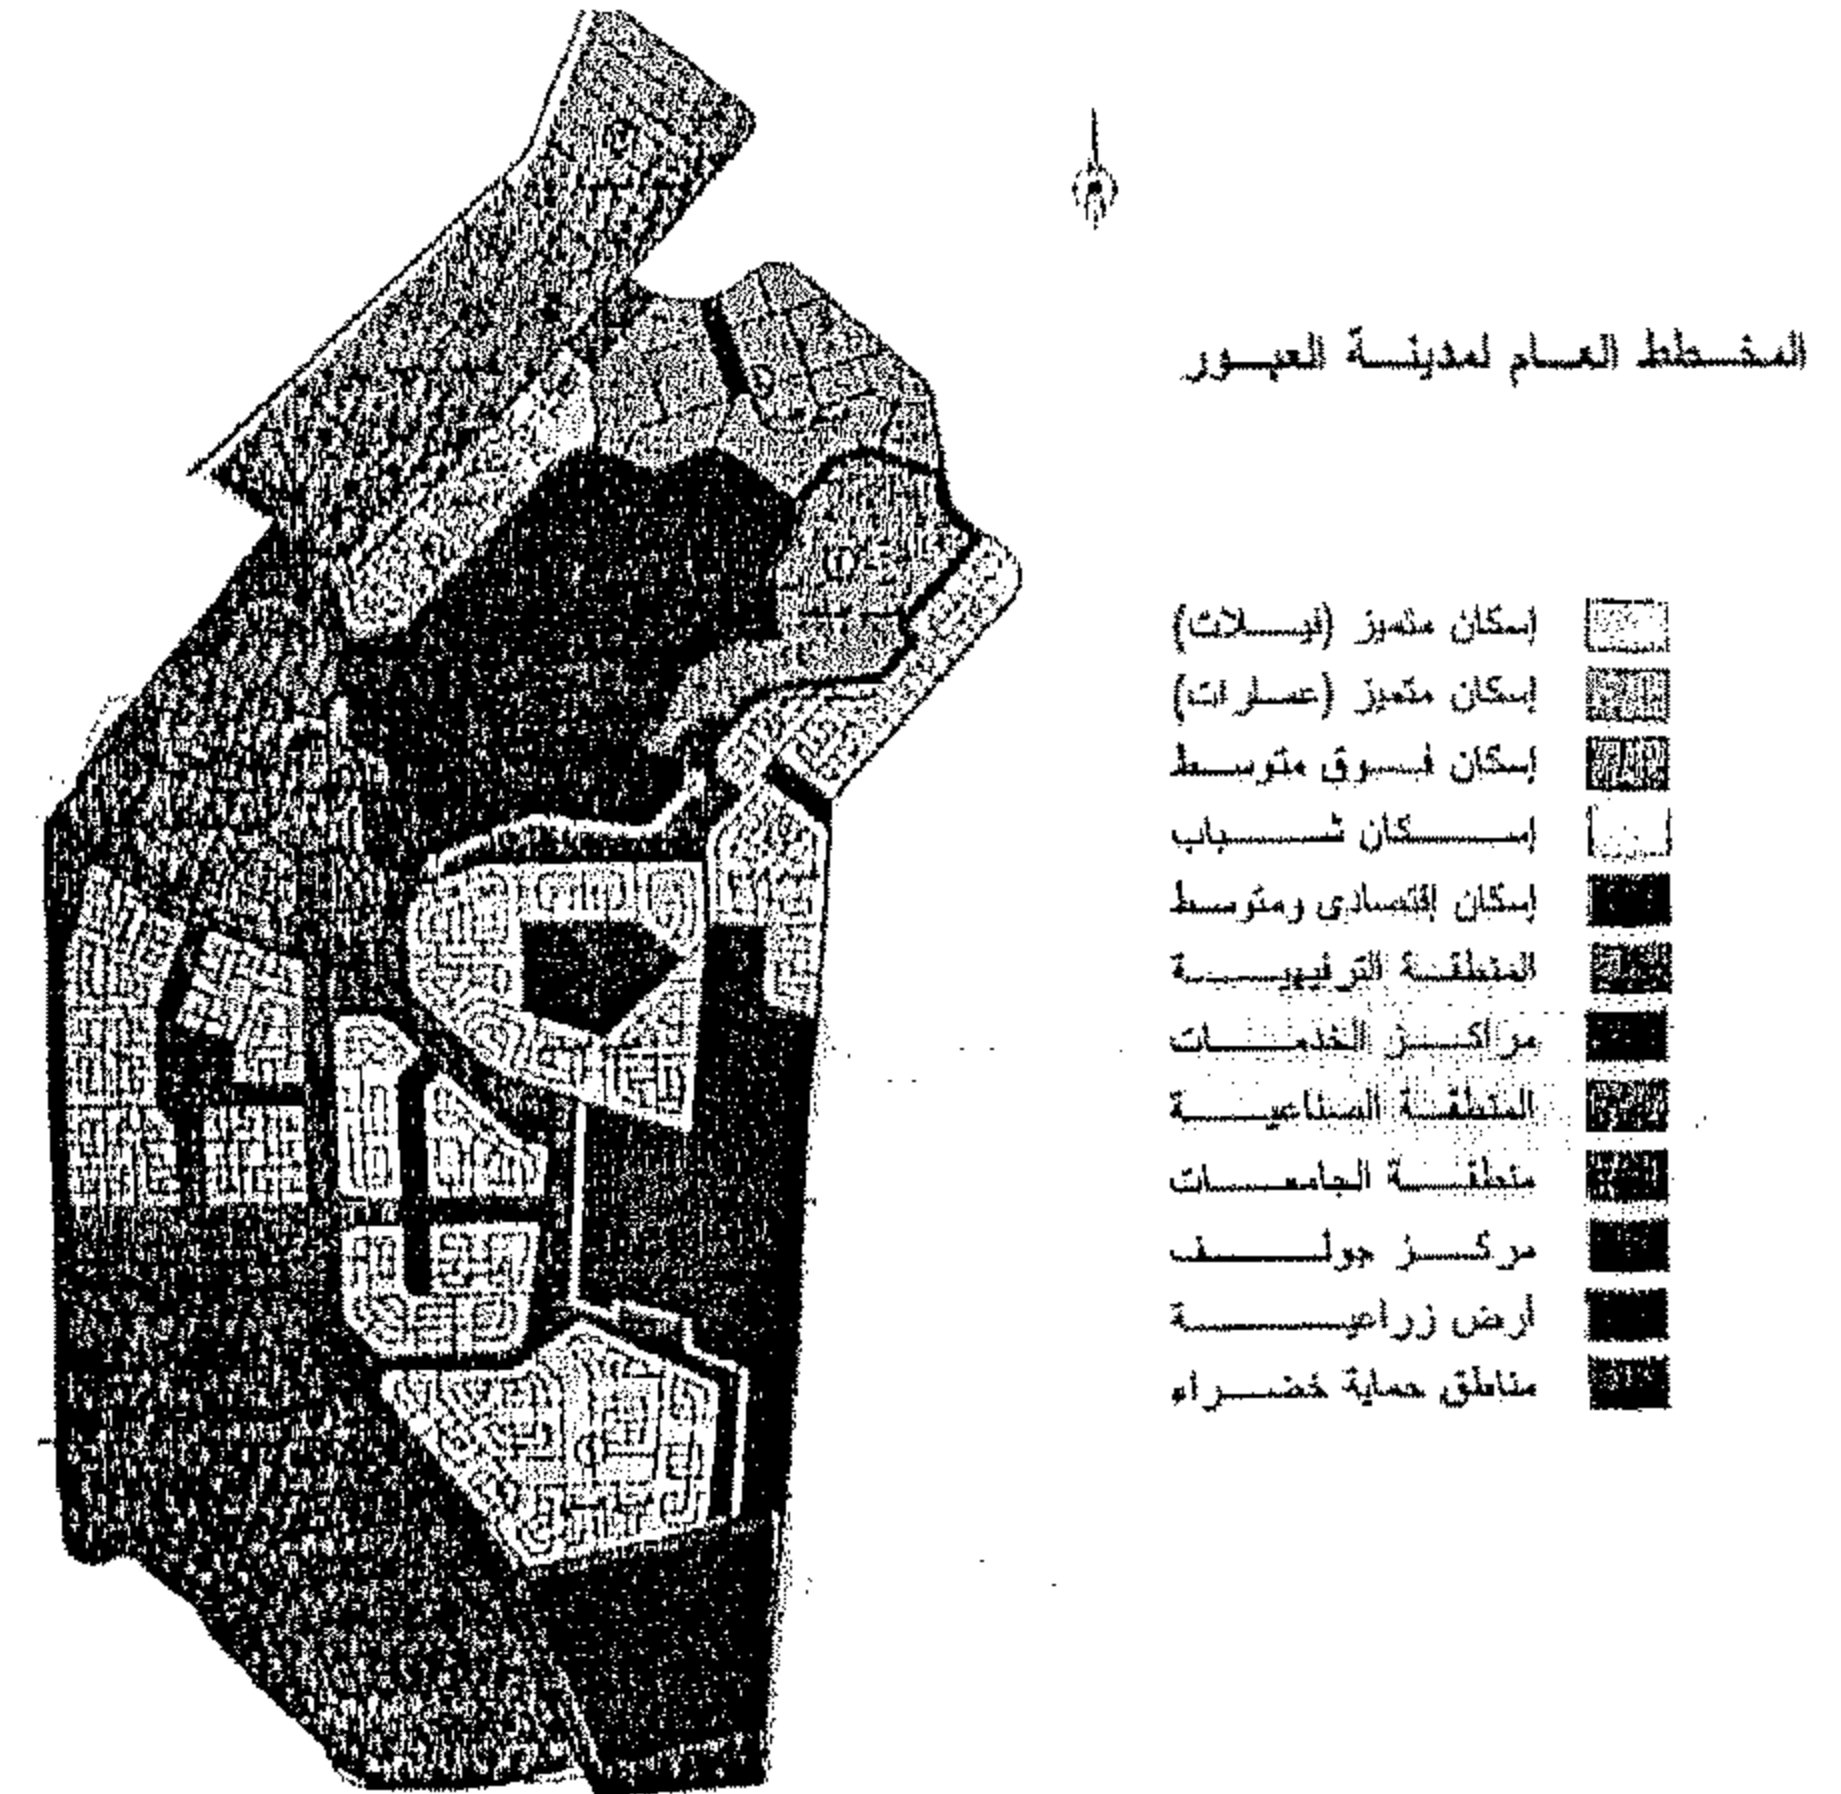 المخطط العام لمدينة العبور
إسكان متميز (فيلات)
إسكان متميز (عمارات)
إسكان فوق متوسط
إسكان شباب
إسكان إقتصادى ومتوسط
المنطقة الترفيهية
مراكز الخدمات
المنطقة الصناعية
منطقة الجامعات
مركز جولف
أرض زراعية
مناطق حماية خضراء